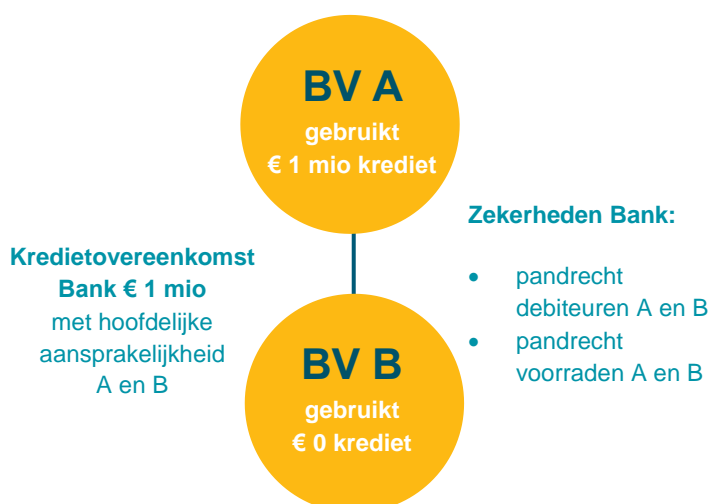 BV A
gebruikt
€ 1 mio krediet
Kredietovereenkomst
Bank € 1 mio
met hoofdelijke
aansprakelijkheid
A en B
Zekerheden Bank:
• pandrecht
debiteuren A en B
• pandrecht
voorraden A en B
BV B
gebruikt
€ 0 krediet